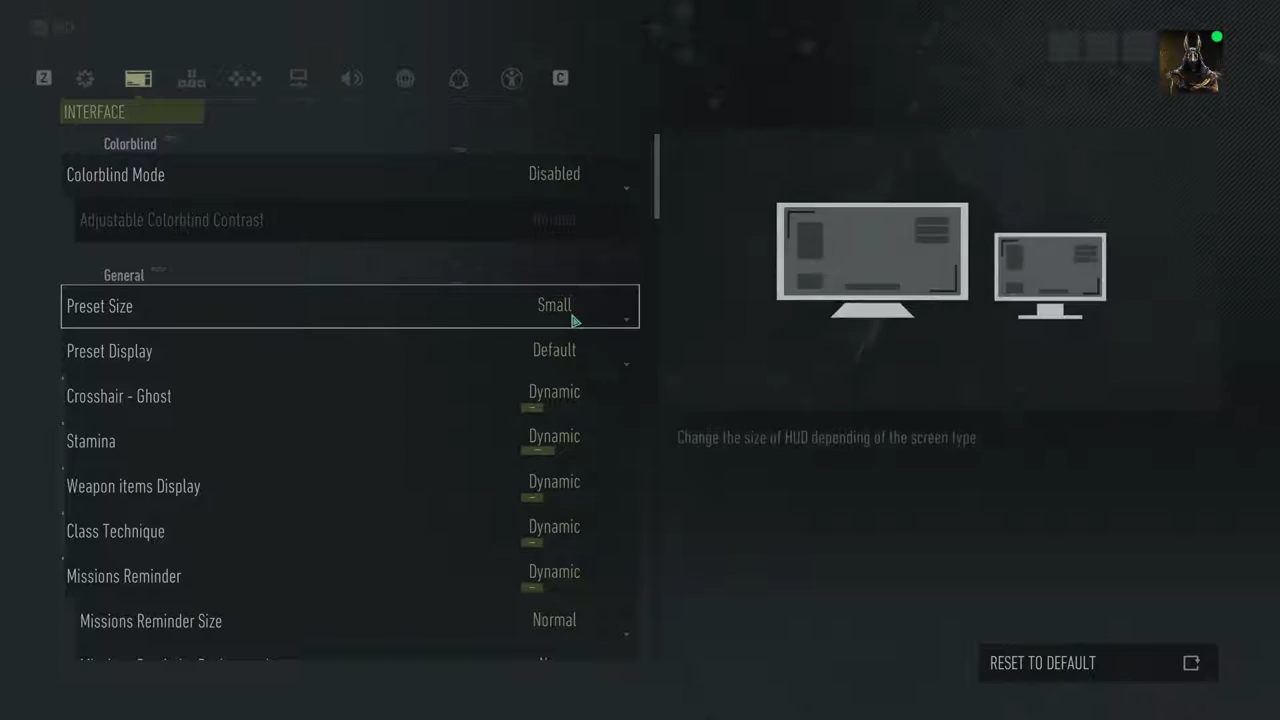 Z
C
INTERFACE
Colorblind
Colorblind Mode Disabled
Adjustable Colorblind Contrast Normal
General
Preset Size Small
Preset Display Default
Crosshair - Ghost Dynamic
Stamina Dynamic
Weapon items Display Dynamic
Class Technique Dynamic
Missions Reminder Dynamic
Missions Reminder Size Normal
Change the size of HUD depending of the screen type
RESET TO DEFAULT